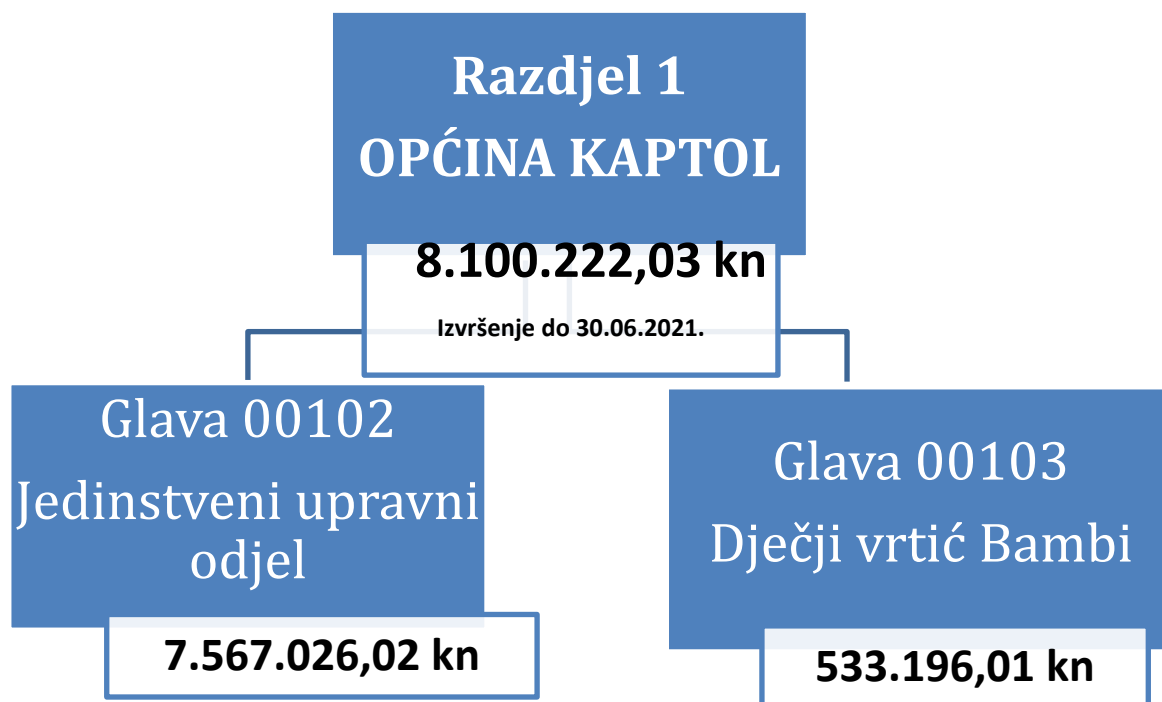 Razdjel 1
OPĆINA KAPTOL
8.100.222,03 kn
Izvršenje do 30.06.2021.
Glava 00102
Jedinstveni upravni
odjel
7.567.026,02 kn
Glava 00103
Dječji vrtić Bambi
533.196,01 kn